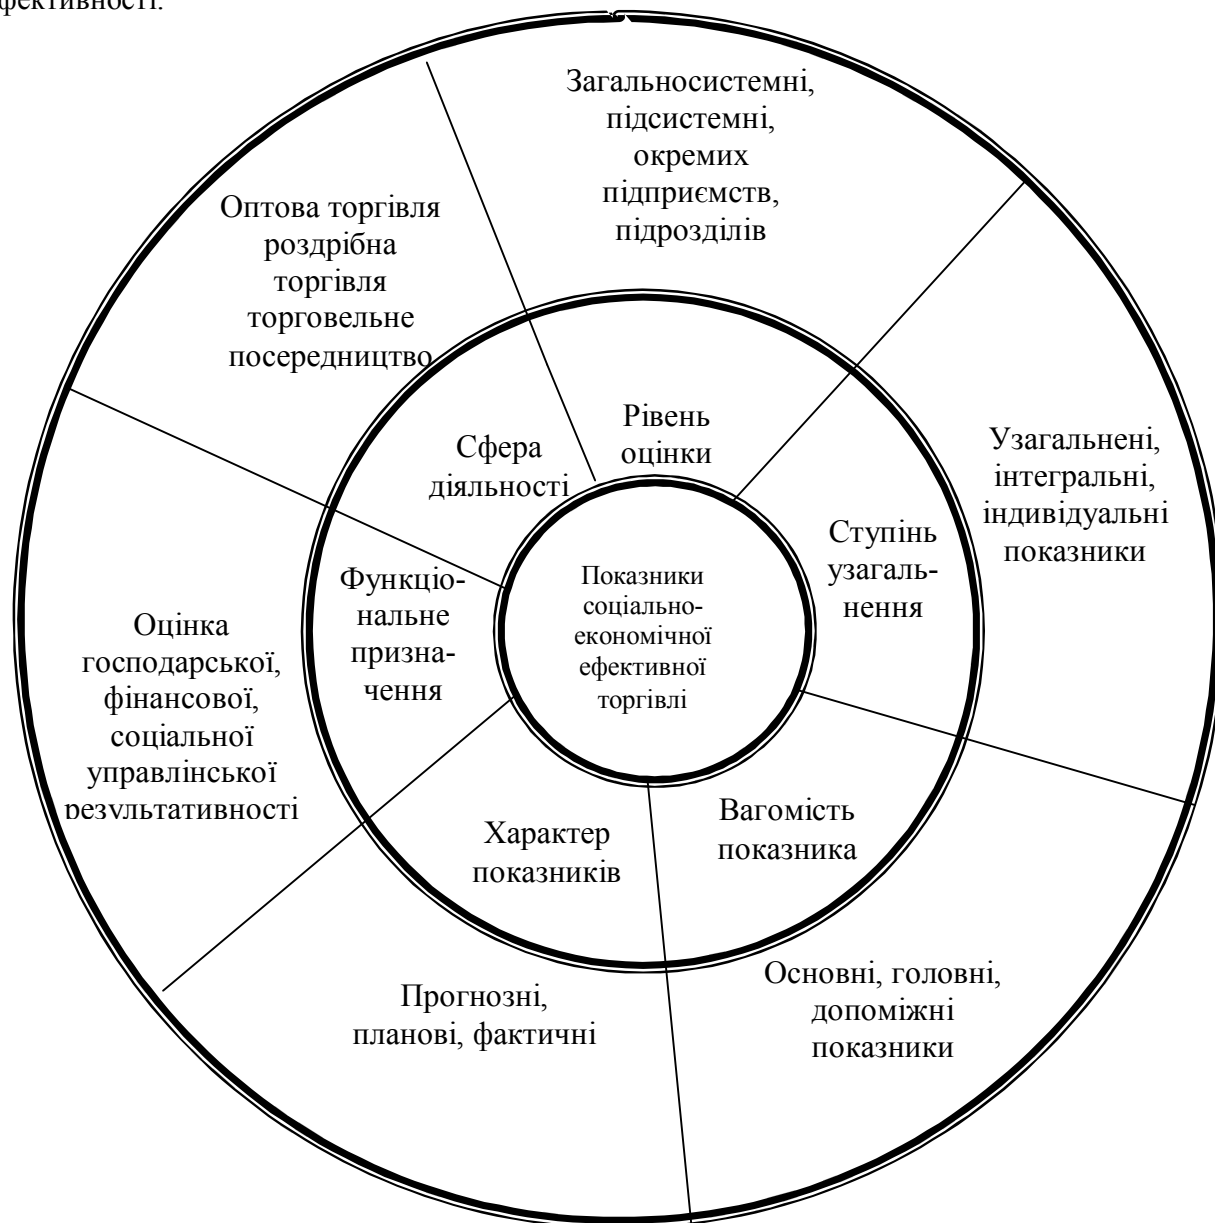 фективності.
Загальносистемні,
підсистемні,
окремих
підприємств,
підрозділів
Оптова торгівля
роздрібна
торгівля
торговельне
посередництво
Рівень
оцінки
Сфера
діяльності
Узагальнені,
інтегральні,
індивідуальні
показники
Ступінь
узагаль-
нення
Показники
соціально-
економічної
ефективної
торгівлі
Функціо-
нальне
призна-
чення
Оцінка
господарської,
фінансової,
соціальної
управлінської
результативності
Вагомість
показника
Характер
показників
Основні, головні,
допоміжні
показники
Прогнозні,
планові, фактичні